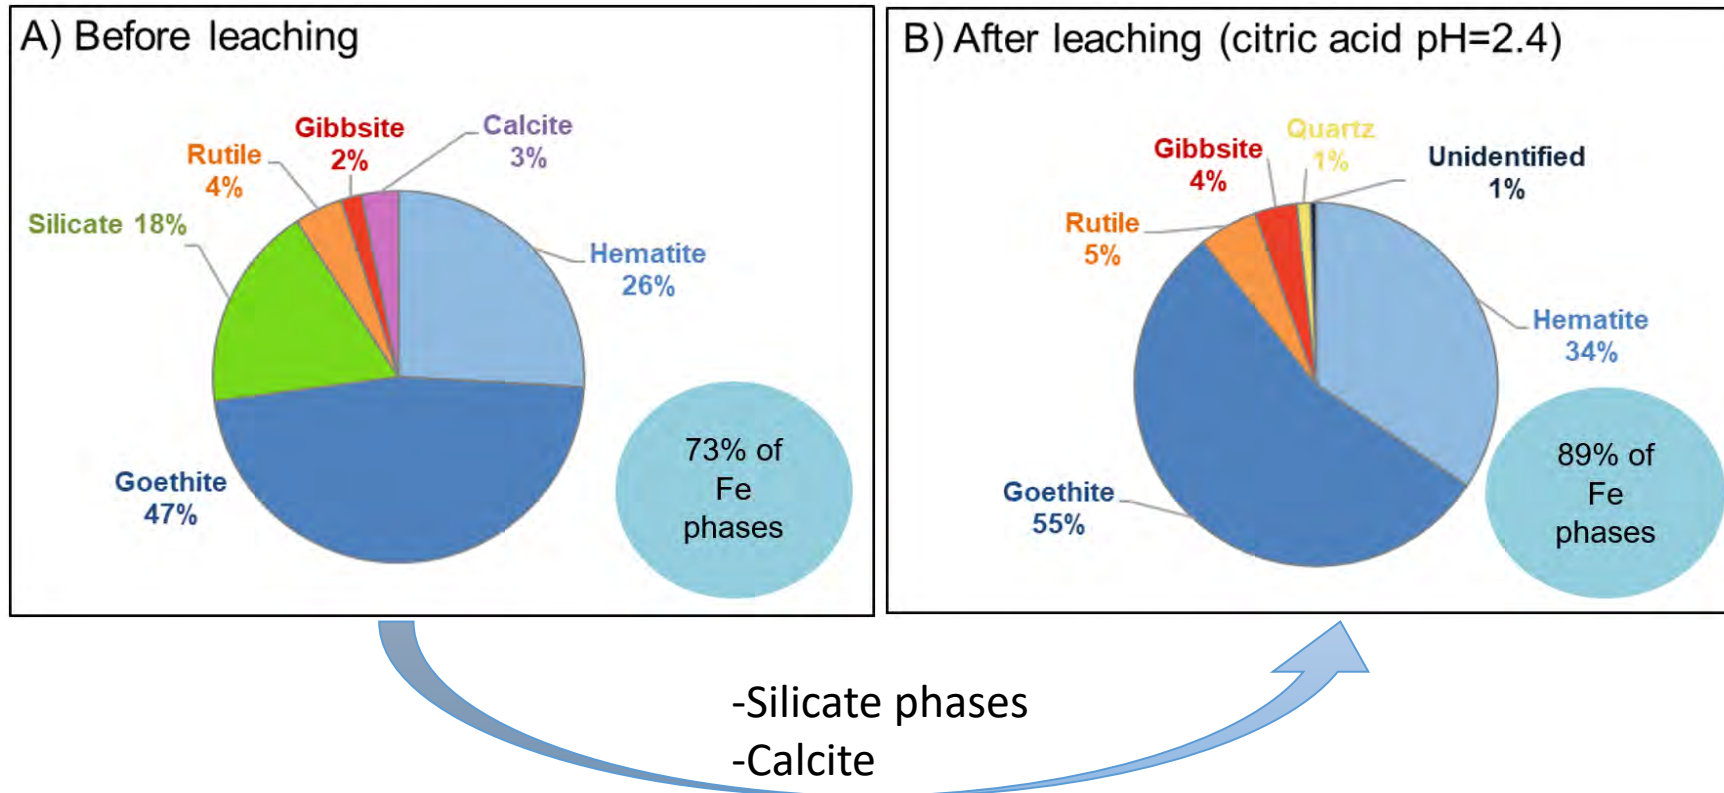 A) Before leaching
Gibbsite
2%
Calcite
3%
Rutile
4%
Silicate 18%
Hematite
26%
Goethite
47%
73% of
Fe
phases
B) After leaching (citric acid pH=2.4)
Quartz
1%
Gibbsite
4%
Unidentified
1%
Rutile
5%
Hematite
34%
Goethite
55%
89% of
Fe
phases
-Silicate phases
-Calcite